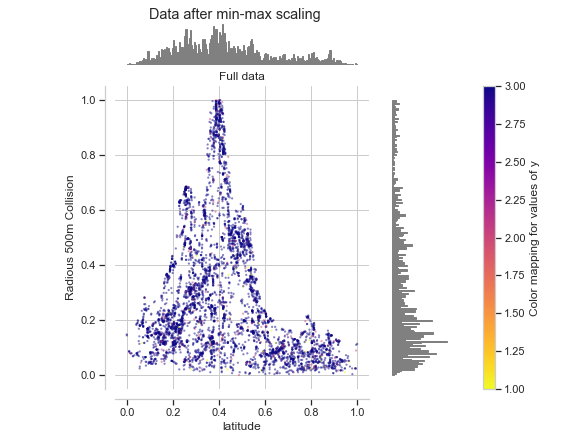 Data after min-max scaling
Full data
1.0
0.8
0.6
0.4
0.2
0.0
Radious 500m Collision
0.0 0.2 0.4 0.6 0.8 1.0
latitude
3.00
2.75
2.50
2.25
2.00
1.75
1.50
1.25
1.00
Color mapping for values of y